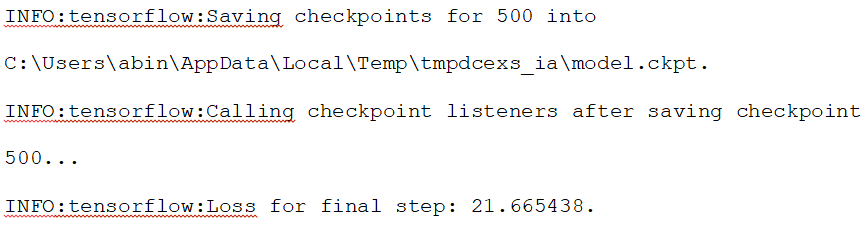 INFO:tensorflow:Saving checkpoints for 500 into
C:\Users\abin\AppData\Local\Temp\tmpdcexs_ia\model.ckpt.
INFO:tensorflow:Calling checkpoint listeners after saving checkpoint
500...
INFO:tensorflow:Loss for final step: 21.665438.